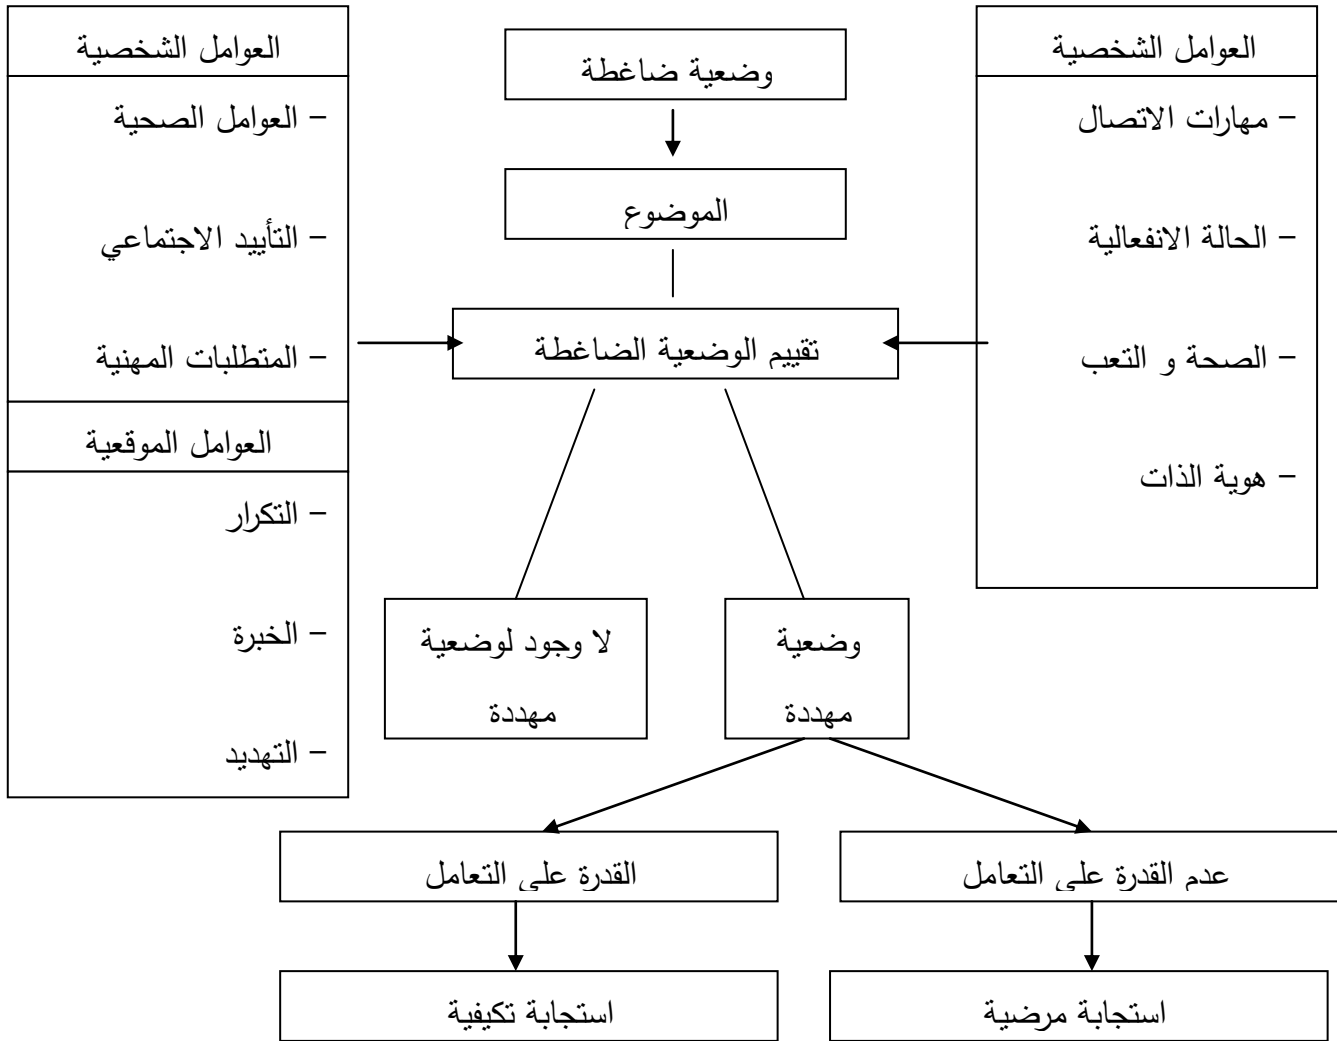 العوامل الشخصية
– مهارات الاتصال
– الحالة الانفعالية
– الصحة و التعب
– هوية الذات
وضعية ضاغطة
الموضوع
تقييم الوضعية الضاغطة
العوامل الشخصية
– العوامل الصحية
– التأييد الاجتماعي
– المتطلبات المهنية
العوامل الموقعية
– التكرار
– الخبرة
– التهديد
وضعية
مهددة
لا وجود لوضعية
مهددة
عدم القدرة على التعامل
القدرة على التعامل
استجابة مرضية
استجابة تكيفية